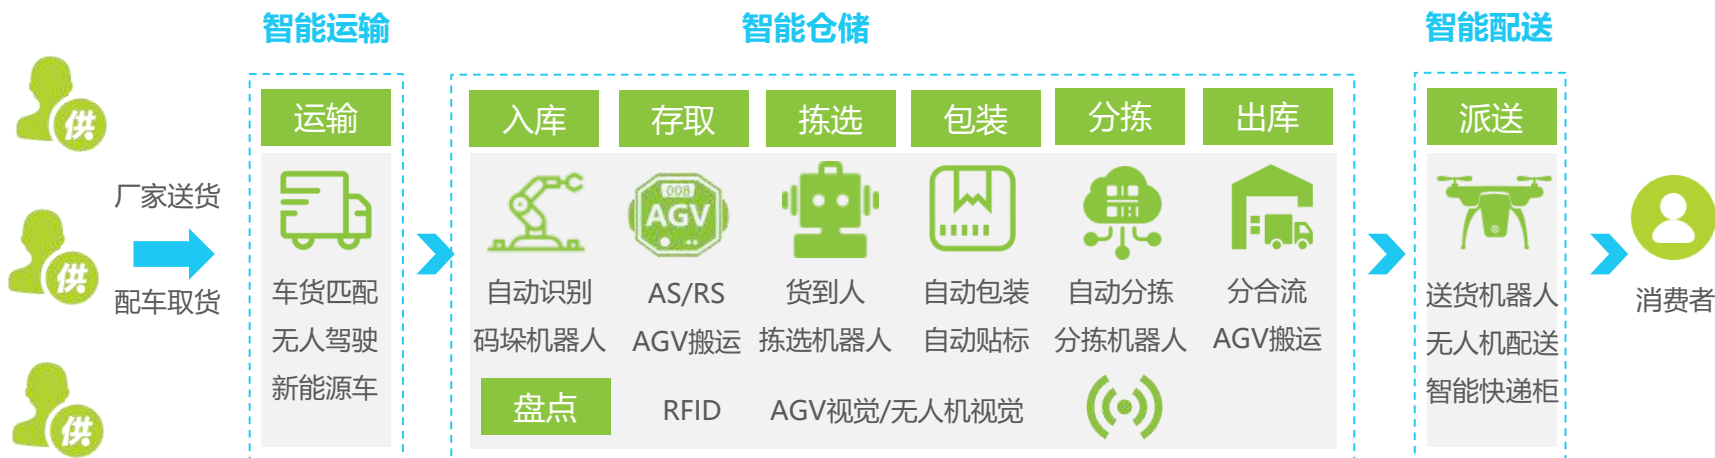 智能运输
智能仓储
智能配送
供
供
供
厂家送货
配车取货
运输
车货匹配
无人驾驶
新能源车
入库
自动识别
码垛机器人
存取
008
AGV
AS/RS
AGV搬运
拣选
货到人
拣选机器人
包装
自动包装
自动贴标
分拣
自动分拣
分拣机器人
出库
分合流
AGV搬运
盘点
RFID
AGV视觉/无人机视觉
派送
送货机器人
无人机配送
智能快递柜
消费者